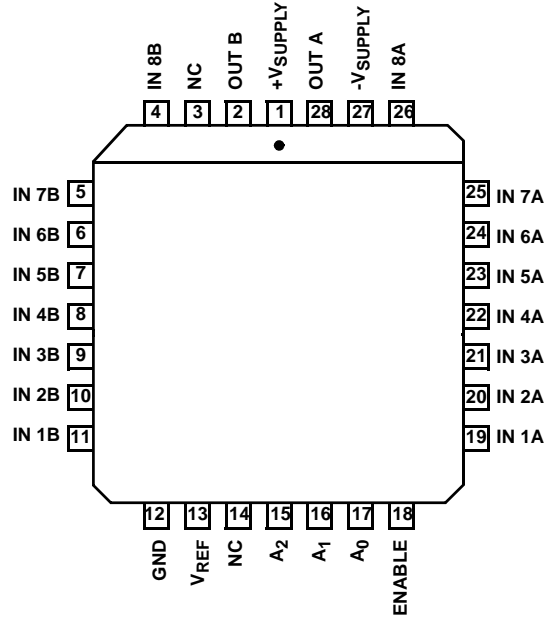 IN 8B
NC
OUT B
+VSUPPLY
OUT A
-VSUPPLY
IN 8A
4
3
2
1
28
27
26
IN 7B 5
25 IN 7A
IN 6B 6
24 IN 6A
IN 5B 7
23 IN 5A
IN 4B 8
22 IN 4A
IN 3B 9
21 IN 3A
IN 2B 10
20 IN 2A
IN 1B 11
19 IN 1A
12
13
14
15
16
17
18
GND
VREF
NC
A2
A1
A0
ENABLE